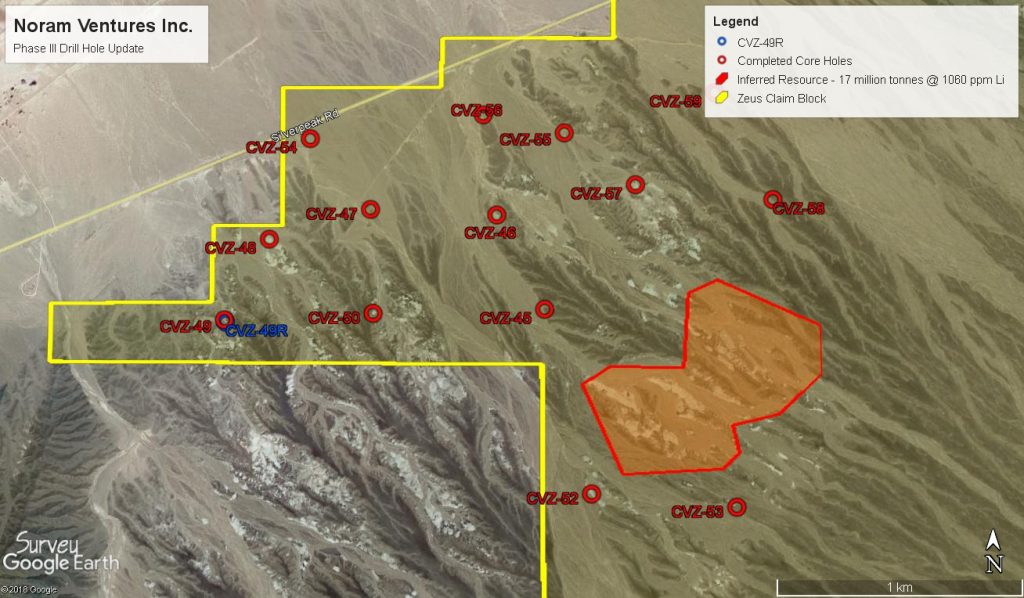 Noram Ventures Inc.
Phase III Drill Hole Update
Legend
CVZ-49R
Completed Core Holes
Inferred Resource - 17 million tonnes @ 1060 ppm Li
Zeus Claim Block
CVZ-59
CVZ-56
Silverpeak Rd
CVZ-54
CVZ-55
CVZ-57
CVZ-58
CVZ-47
CVZ-46
CVZ-48
CVZ-49
CVZ-49R
CVZ-50
CVZ-45
CVZ-52
CVZ-53
Survey
Google Earth
©2018 Google
N
1 km